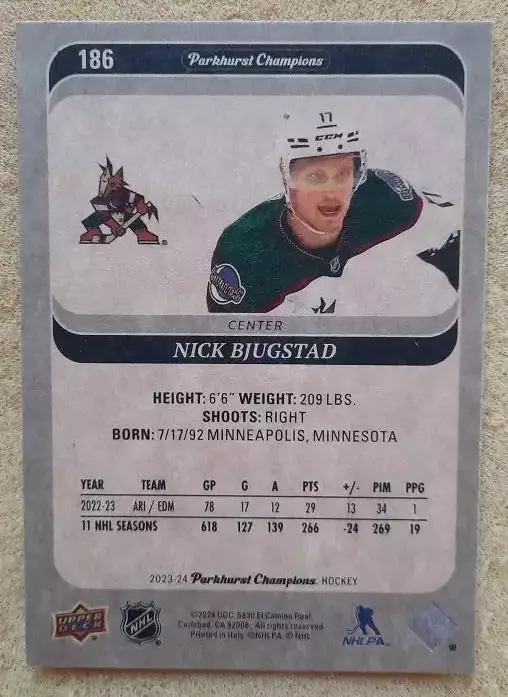 186
Parkhurst Champions
17
CCM
CENTER
NICK BJUGSTAD
HEIGHT: 6'6" WEIGHT: 209 LBS.
SHOOTS: RIGHT
BORN: 7/17/92 MINNEAPOLIS, MINNESOTA
YEAR TEAM GP G A PTS +/- PIM PPG
2022-23 ARI / EDM 78 17 12 29 13 34 1
11 NHL SEASONS 618 127 139 266 -24 269 19
2023-24 Parkhurst Champions HOCKEY
UPPER DECK
NHL
©2024 UDC. 5830 El Camino Real,
Carlsbad, CA 92008. All rights reserved.
Printed in Italy ©NHLPA. © NHL
NHLPA